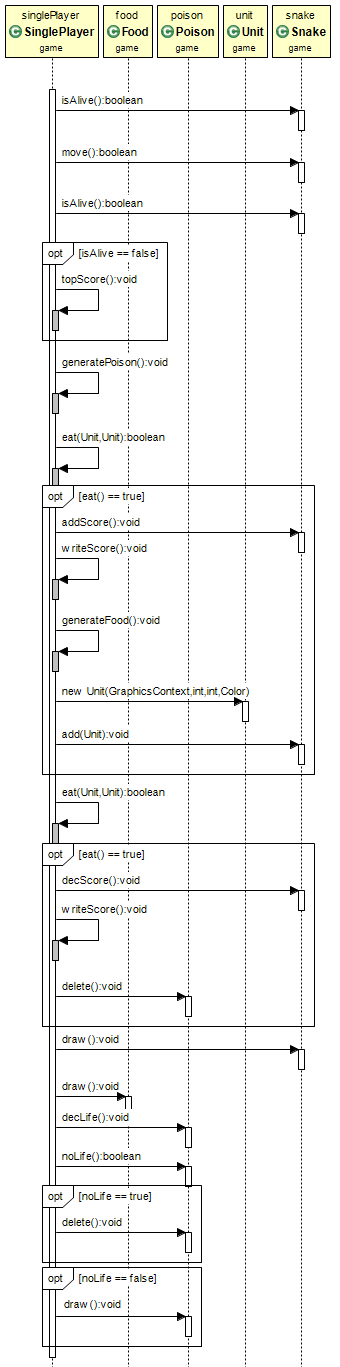 singlePlayer food poison unit snake
C SinglePlayer C Food C Poison C Unit C Snake
game game game game game
isAlive():boolean
move():boolean
isAlive():boolean
opt [isAlive == false]
topScore():void
generatePoison():void
eat(Unit,Unit):boolean
opt [eat() == true]
addScore():void
writeScore():void
generateFood():void
new Unit(GraphicsContext,int,int,Color)
add(Unit):void
eat(Unit,Unit):boolean
opt [eat() == true]
decScore():void
writeScore():void
delete():void
draw():void
draw():void
decLife():void
noLife():boolean
opt [noLife == true]
delete():void
opt [noLife == false]
draw():void